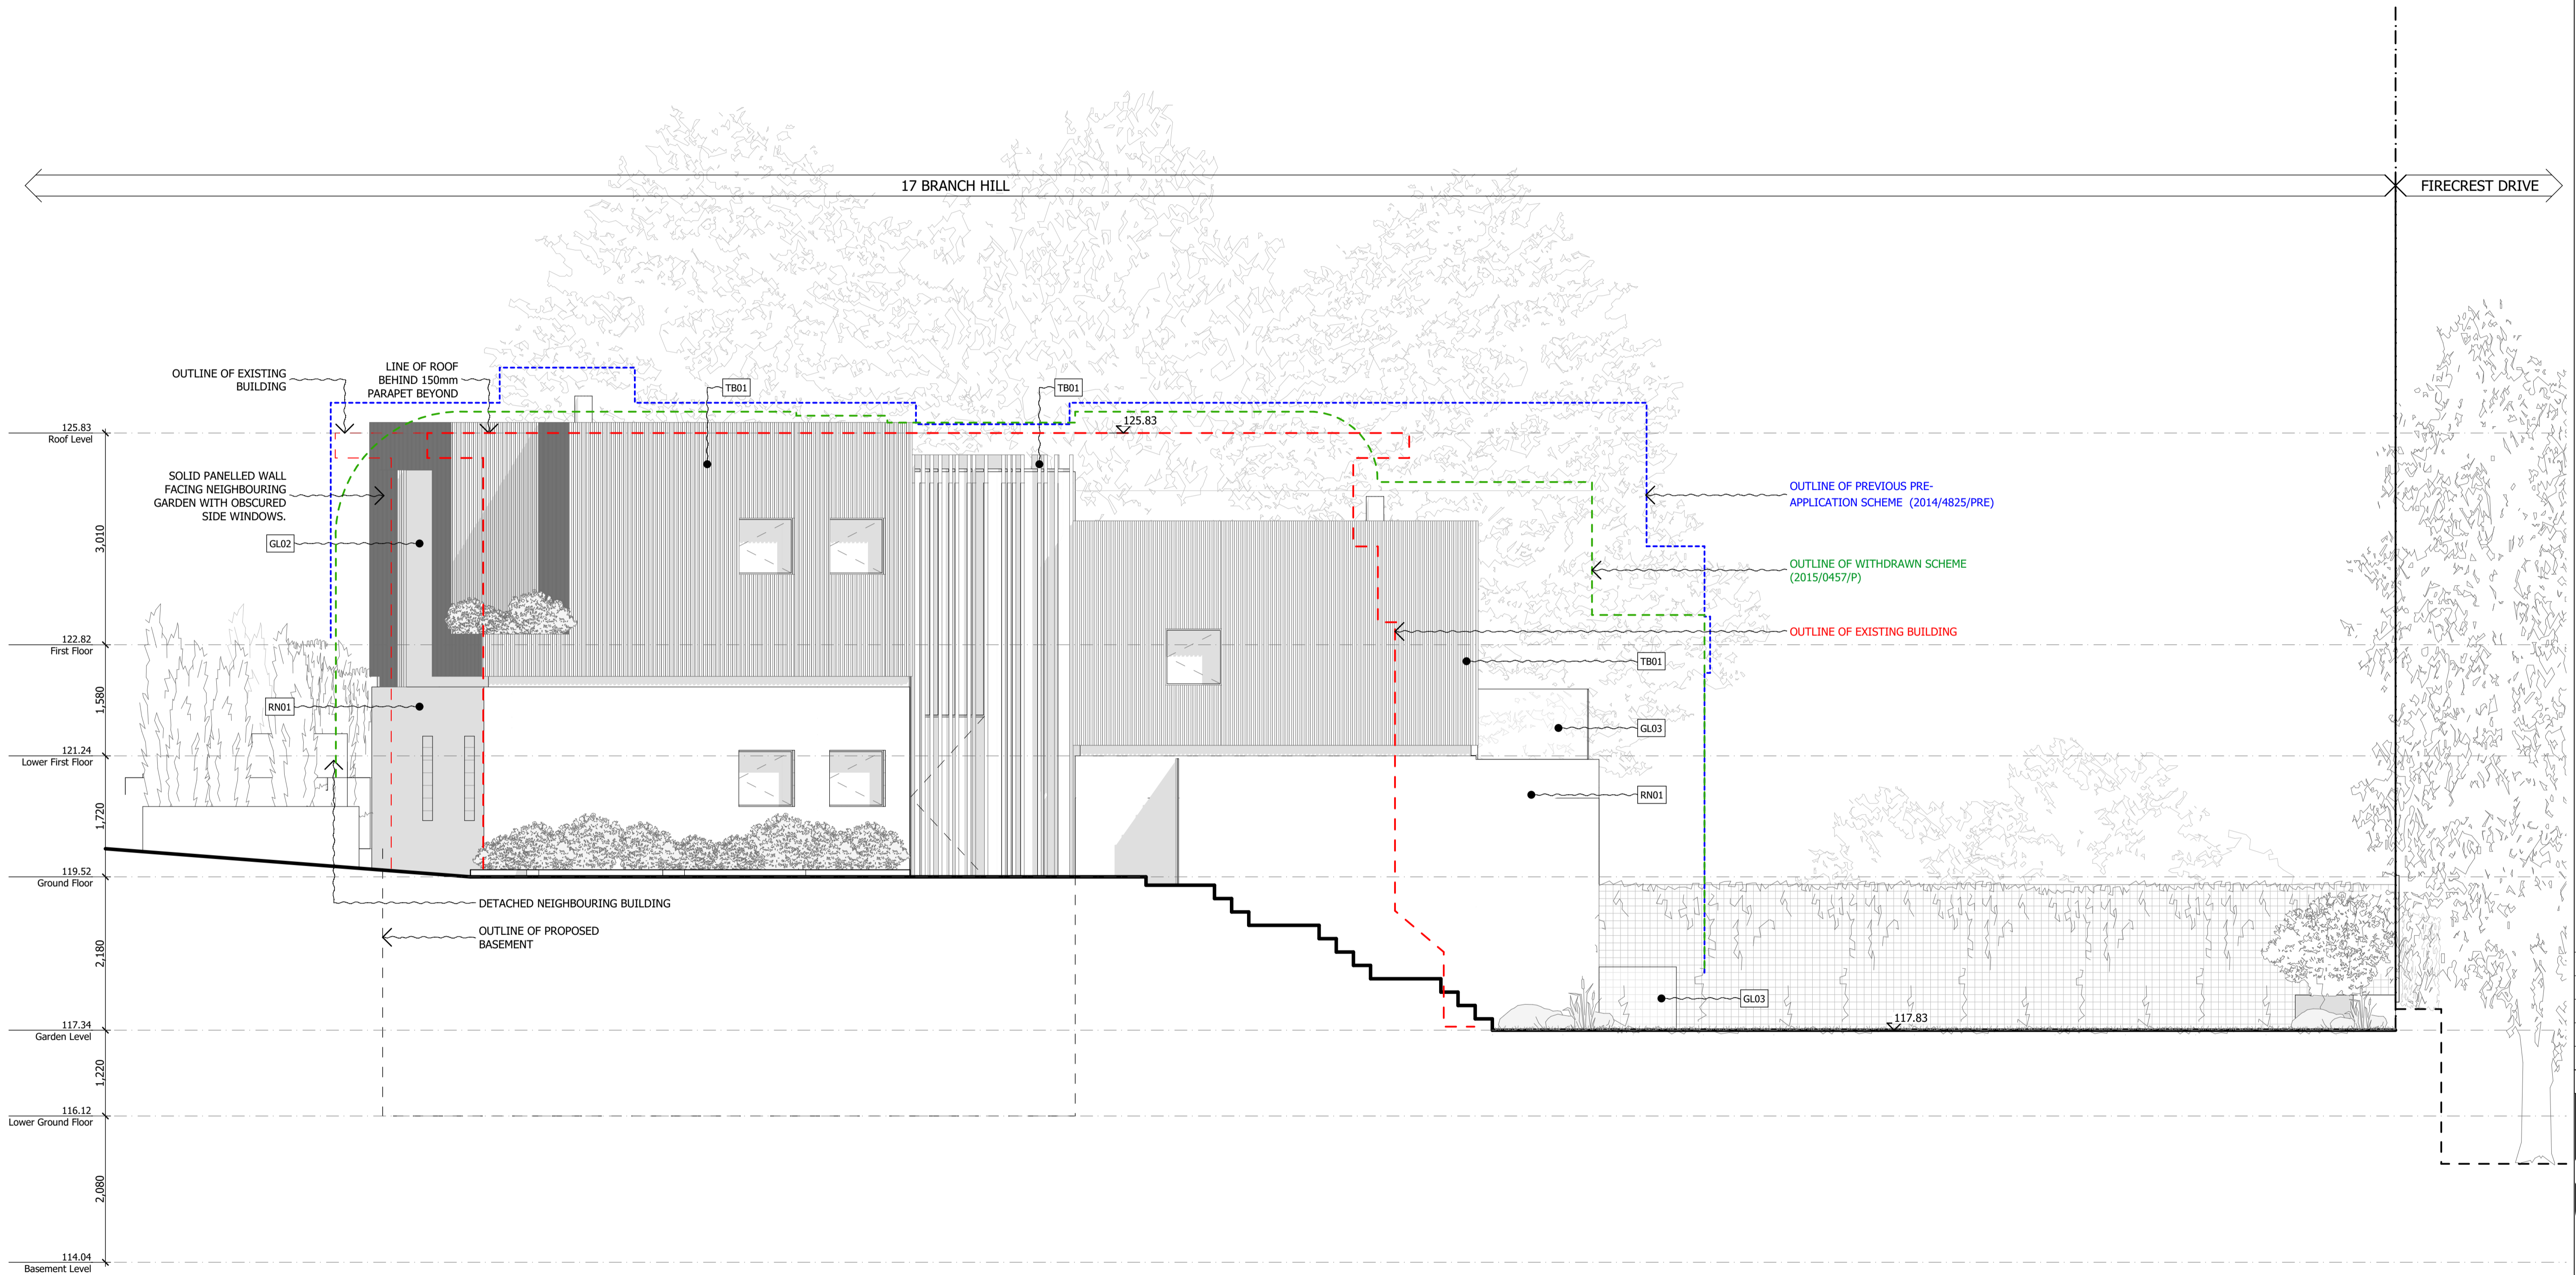 17 BRANCH HILL
FIRECREST DRIVE
OUTLINE OF EXISTING
BUILDING
LINE OF ROOF
BEHIND 150mm
PARAPET BEYOND
TB01
TB01
125.83
Roof Level
125.83
SOLID PANELLED WALL
FACING NEIGHBOURING
GARDEN WITH OBSCURED
SIDE WINDOWS.
OUTLINE OF PREVIOUS PRE-
APPLICATION SCHEME (2014/4825/PRE)
3,010
GL02
OUTLINE OF WITHDRAWN SCHEME
(2015/0457/P)
OUTLINE OF EXISTING BUILDING
122.82
First Floor
TB01
1,580
RN01
GL03
121.24
Lower First Floor
RN01
1,720
119.52
Ground Floor
DETACHED NEIGHBOURING BUILDING
OUTLINE OF PROPOSED
BASEMENT
2,180
GL03
117.34
Garden Level
117.83
1,220
116.12
Lower Ground Floor
2,080
114.04
Basement Level